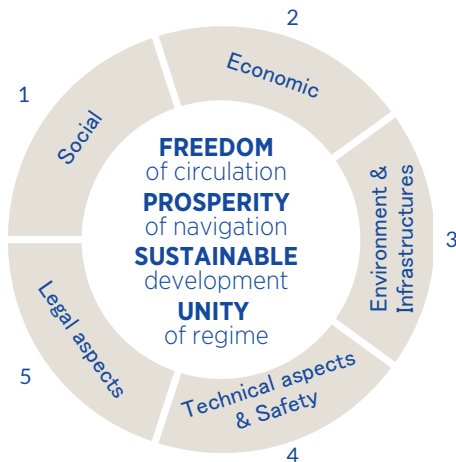 1
Social
2
Economic
3
Environment &
Infrastructures
4
Technical aspects
& Safety
5
Legal aspects
FREEDOM
of circulation
PROSPERITY
of navigation
SUSTAINABLE
development
UNITY
of regime